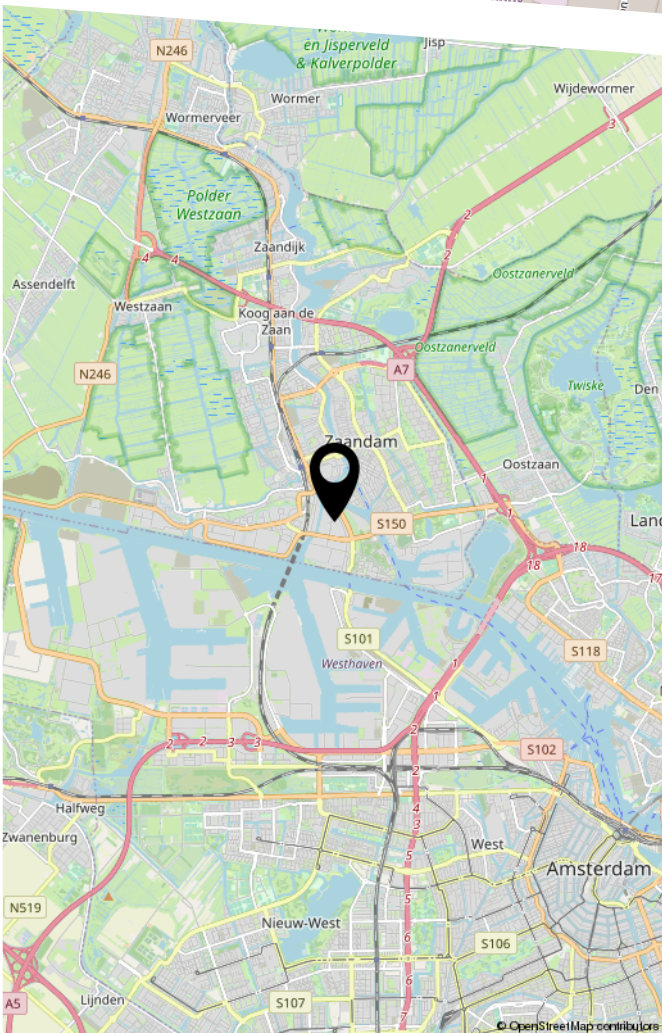 Wor
en Jisperveld
& Kalverpolder
Jisp
N246
Wijdewormer
Wormer
Wormerveer
3
Polder
Westzaan
2
Zaandijk
2
4
4
Oostzanerveld
Assendelft
Westzaan
Koog aan de
Zaan
Oostzanerveld
A7
N246
Twiske
Den
Zaandam
Oostzaan
1
1
S150
Land
18
18
17
S101
S118
Westhaven
1
1
2
2
2
3
3
S102
2
Halfweg
4
3
Zwanenburg
West
5
Amsterdam
5
N519
Nieuw-West
6
S106
6
A5
Lijnden
S107
7
© OpenStreetMap contributors